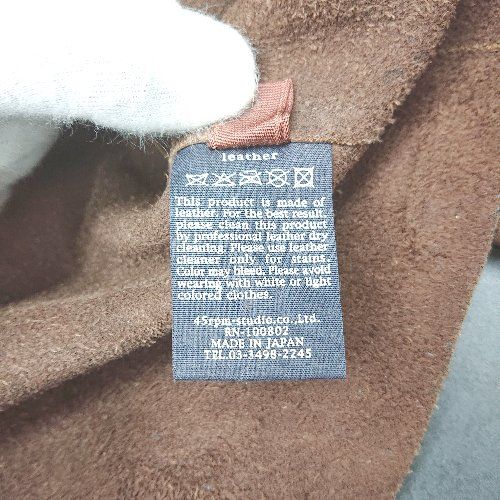 leather
This product is made of
leather. For the best result,
please clean this product
by professional leather dry
cleaning. Please use leather
cleaner only, for stains.
Color may bleed. Please avoid
wearing with white or light
colored clothes.
45rpm-studio.co.,Ltd.
RN-100802
MADE IN JAPAN
TEL.03-3498-2245